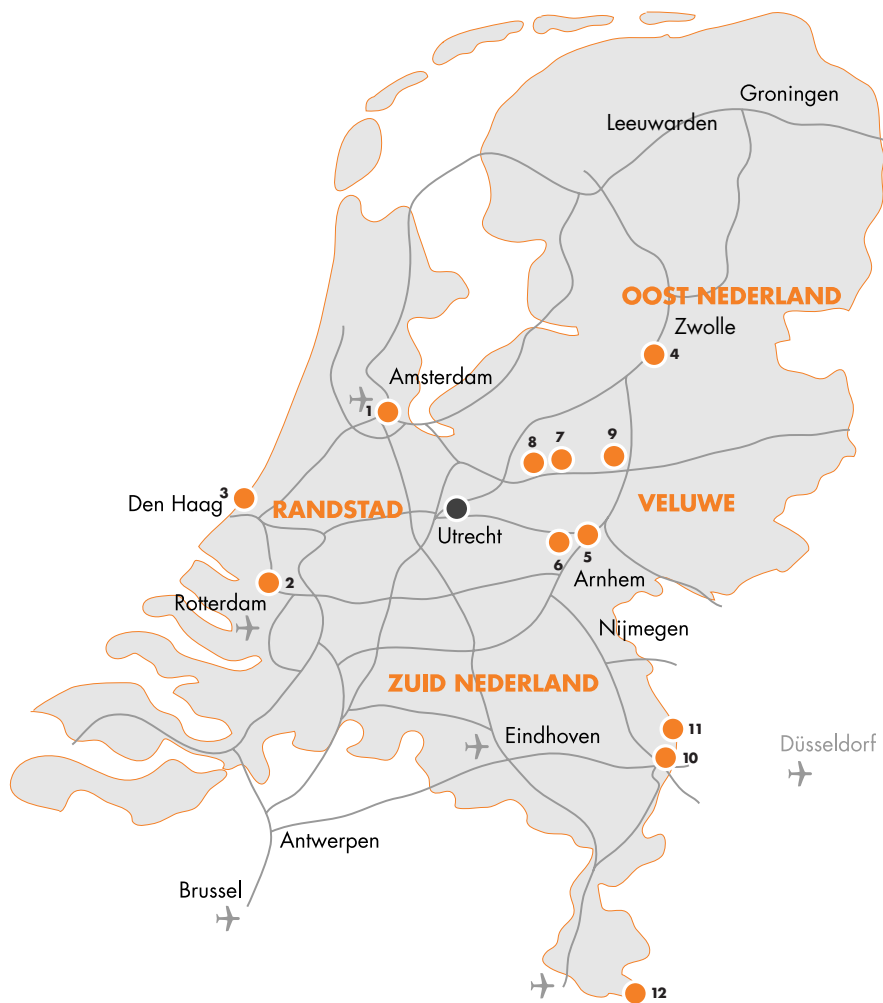 Groningen
Leeuwarden
OOST NEDERLAND
Zwolle
4
Amsterdam
1
8
7
9
3
Den Haag
RANDSTAD
VELUWE
Utrecht
6
5
Arnhem
2
Rotterdam
Nijmegen
ZUID NEDERLAND
11
Eindhoven
10
Düsseldorf
Antwerpen
Brussel
12